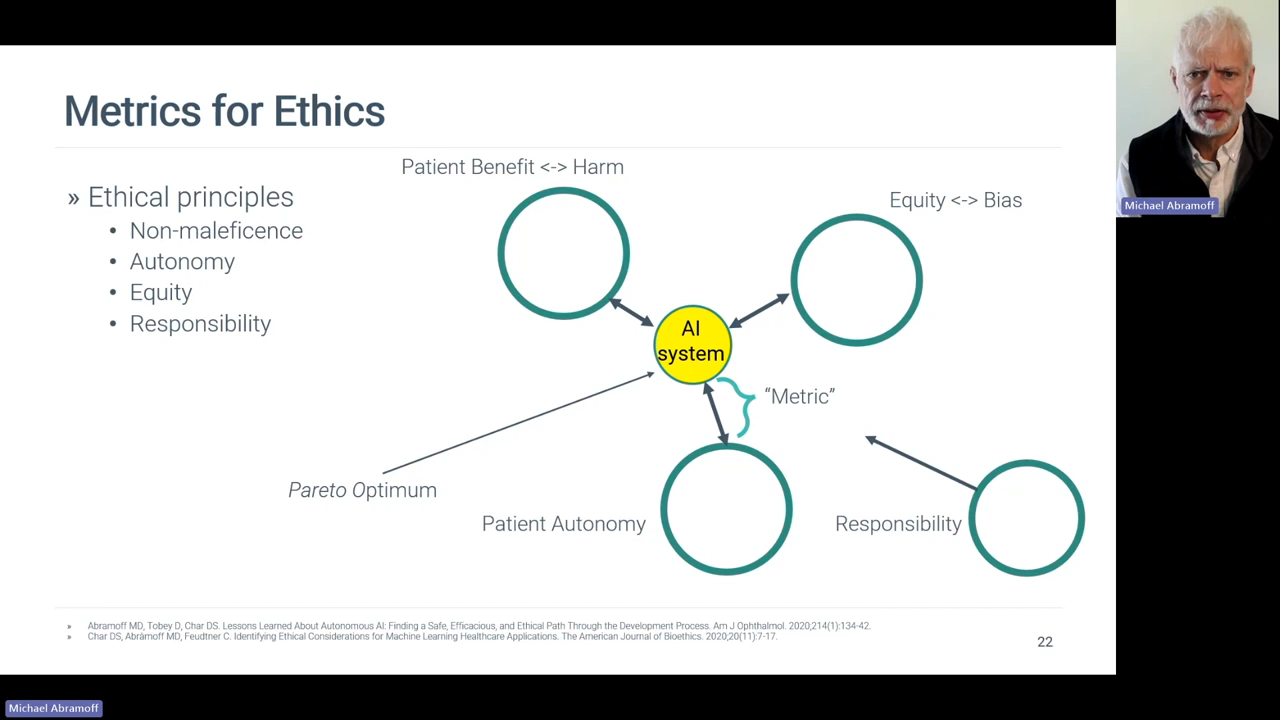 Metrics for Ethics
» Ethical principles
• Non-maleficence
• Autonomy
• Equity
• Responsibility
Patient Benefit <-> Harm
Equity <-> Bias
AI
system
“Metric”
Pareto Optimum
Patient Autonomy
Responsibility
» Abramoff MD, Tobey D, Char DS. Lessons Learned About Autonomous AI: Finding a Safe, Efficacious, and Ethical Path Through the Development Process. Am J Ophthalmol. 2020;214(1):134-42.
» Char DS, Abràmoff MD, Feudtner C. Identifying Ethical Considerations for Machine Learning Healthcare Applications. The American Journal of Bioethics. 2020;20(11):7-17.
22
Michael Abramoff
Michael Abramoff